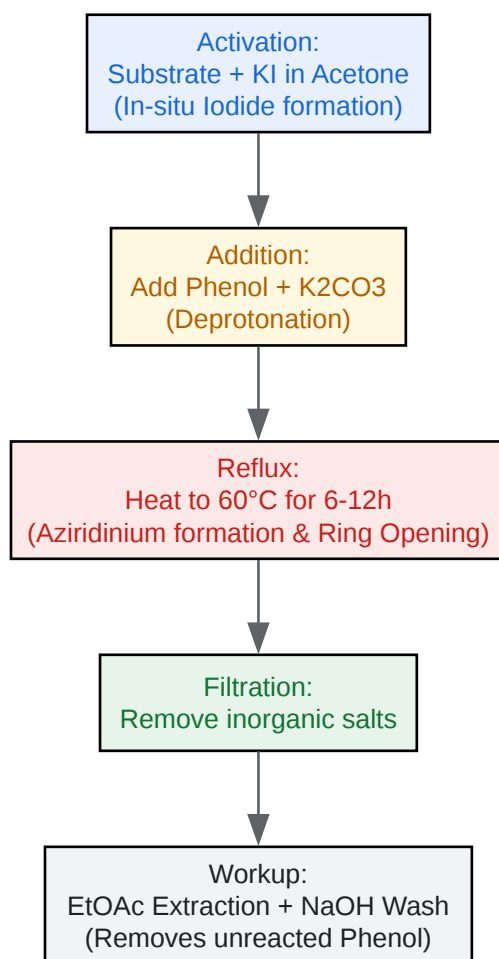 Activation:
Substrate + KI in Acetone
(In-situ Iodide formation)
Addition:
Add Phenol + K2CO3
(Deprotonation)
Reflux:
Heat to 60°C for 6-12h
(Aziridinium formation & Ring Opening)
Filtration:
Remove inorganic salts
Workup:
EtOAc Extraction + NaOH Wash
(Removes unreacted Phenol)